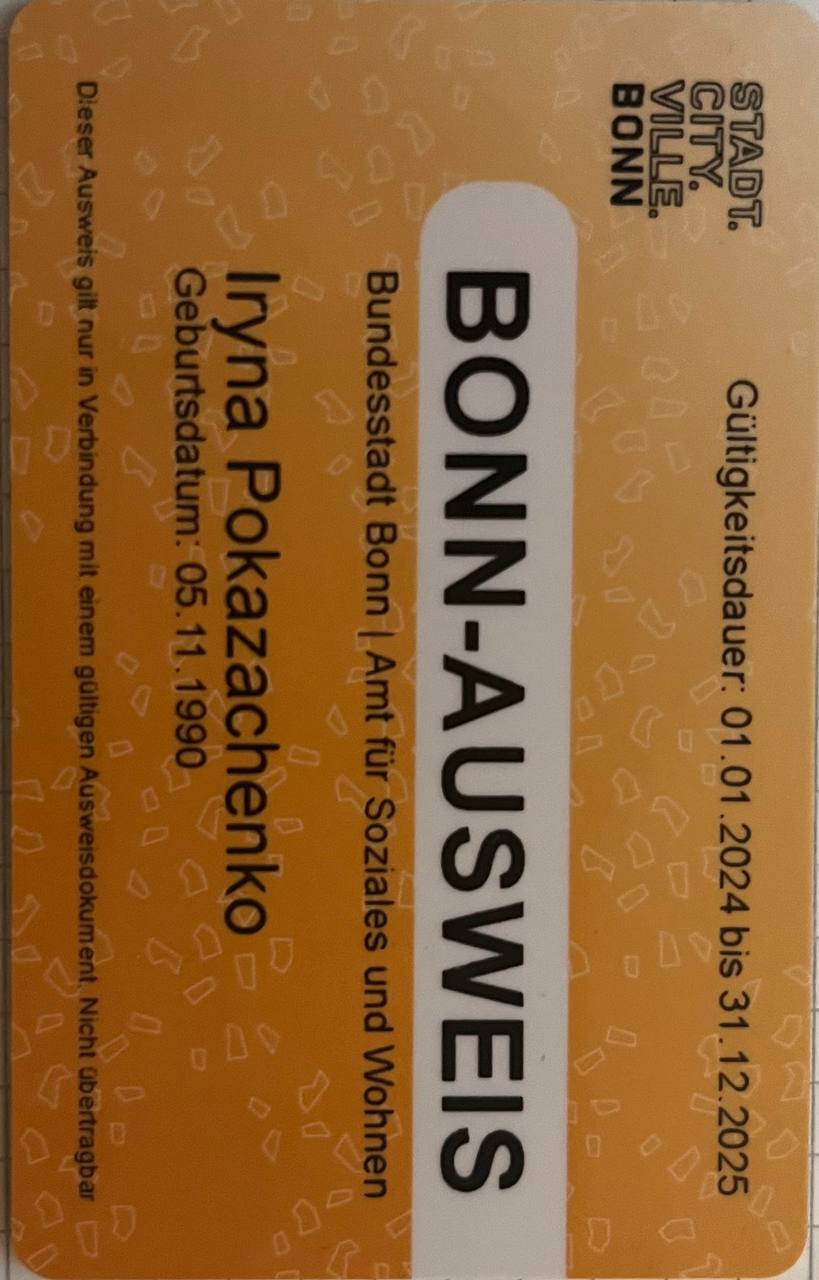 STADT.
CITY.
VILLE.
BONN
Gültigkeitsdauer: 01.01.2024 bis 31.12.2025
BONN-AUSWEIS
Bundesstadt Bonn | Amt für Soziales und Wohnen
Iryna Pokazachenko
Geburtsdatum: 05.11.1990
Dieser Ausweis gilt nur in Verbindung mit einem gültigen Ausweisdokument. Nicht übertragbar